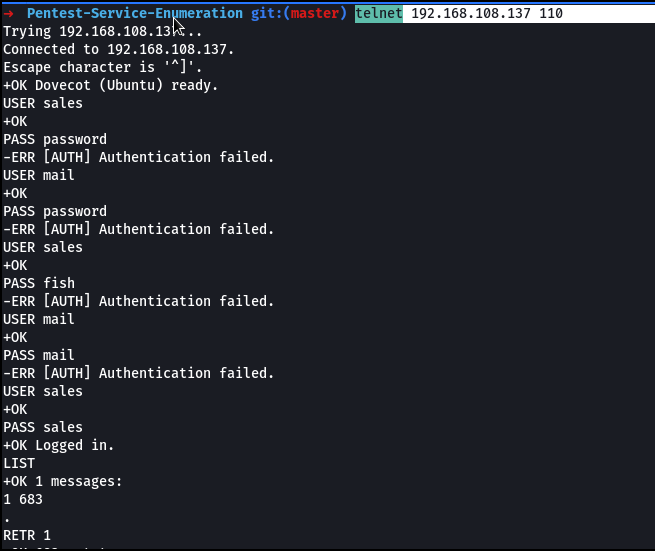 → Pentest-Service-Enumeration git:(master) telnet 192.168.108.137 110
Trying 192.168.108.13...
Connected to 192.168.108.137.
Escape character is '^]'.
+OK Dovecot (Ubuntu) ready.
USER sales
+OK
PASS password
-ERR [AUTH] Authentication failed.
USER mail
+OK
PASS password
-ERR [AUTH] Authentication failed.
USER sales
+OK
PASS fish
-ERR [AUTH] Authentication failed.
USER mail
+OK
PASS mail
-ERR [AUTH] Authentication failed.
USER sales
+OK
PASS sales
+OK Logged in.
LIST
+OK 1 messages:
1 683
.
RETR 1